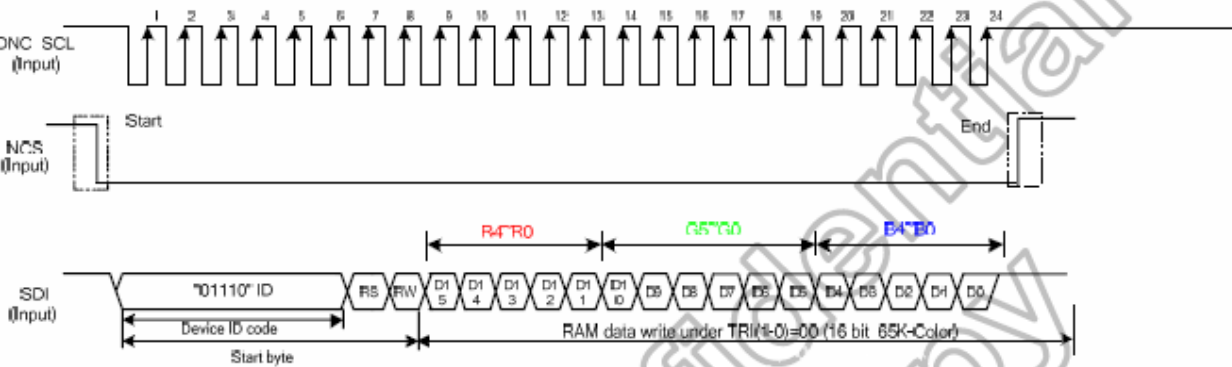 1 2 3 4 5 6 7 8 9 10 11 12 13 14 15 16 17 18 19 20 21 22 23 24
DNC SCL
(Input)
Start
End
NCS
(Input)
R4~R0
G5~G0
B4~B0
SDI
(Input)
"01110" ID
RS
RW
D15
D14
D13
D12
D11
D10
D9
D8
D7
D6
D5
D4
D3
D2
D1
D0
Device ID code
RAM data write under TRI(1-0)=00 (16 bit 65K-Color)
Start byte